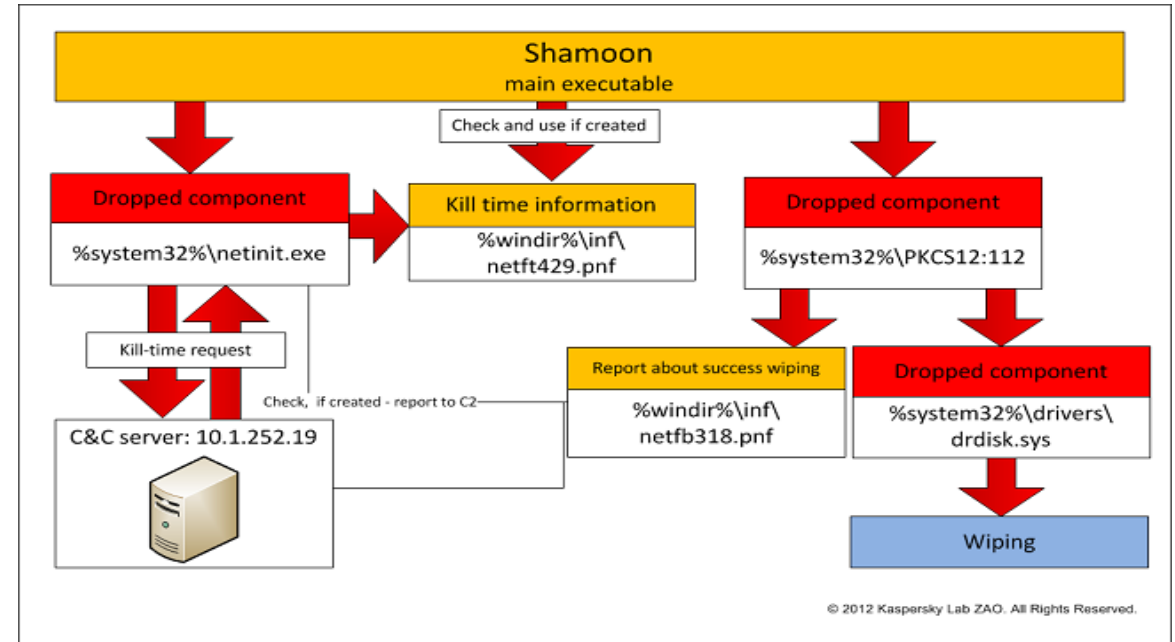 Shamoon
main executable
Check and use if created
Dropped component
%system32%\netinit.exe
Kill time information
%windir%\inf\
netft429.pnf
Dropped component
%system32%\PKCS12:112
Kill-time request
Report about success wiping
%windir%\inf\
netfb318.pnf
Dropped component
%system32%\drivers\
drdisk.sys
Check, if created - report to C2
C&C server: 10.1.252.19
Wiping
© 2012 Kaspersky Lab ZAO. All Rights Reserved.